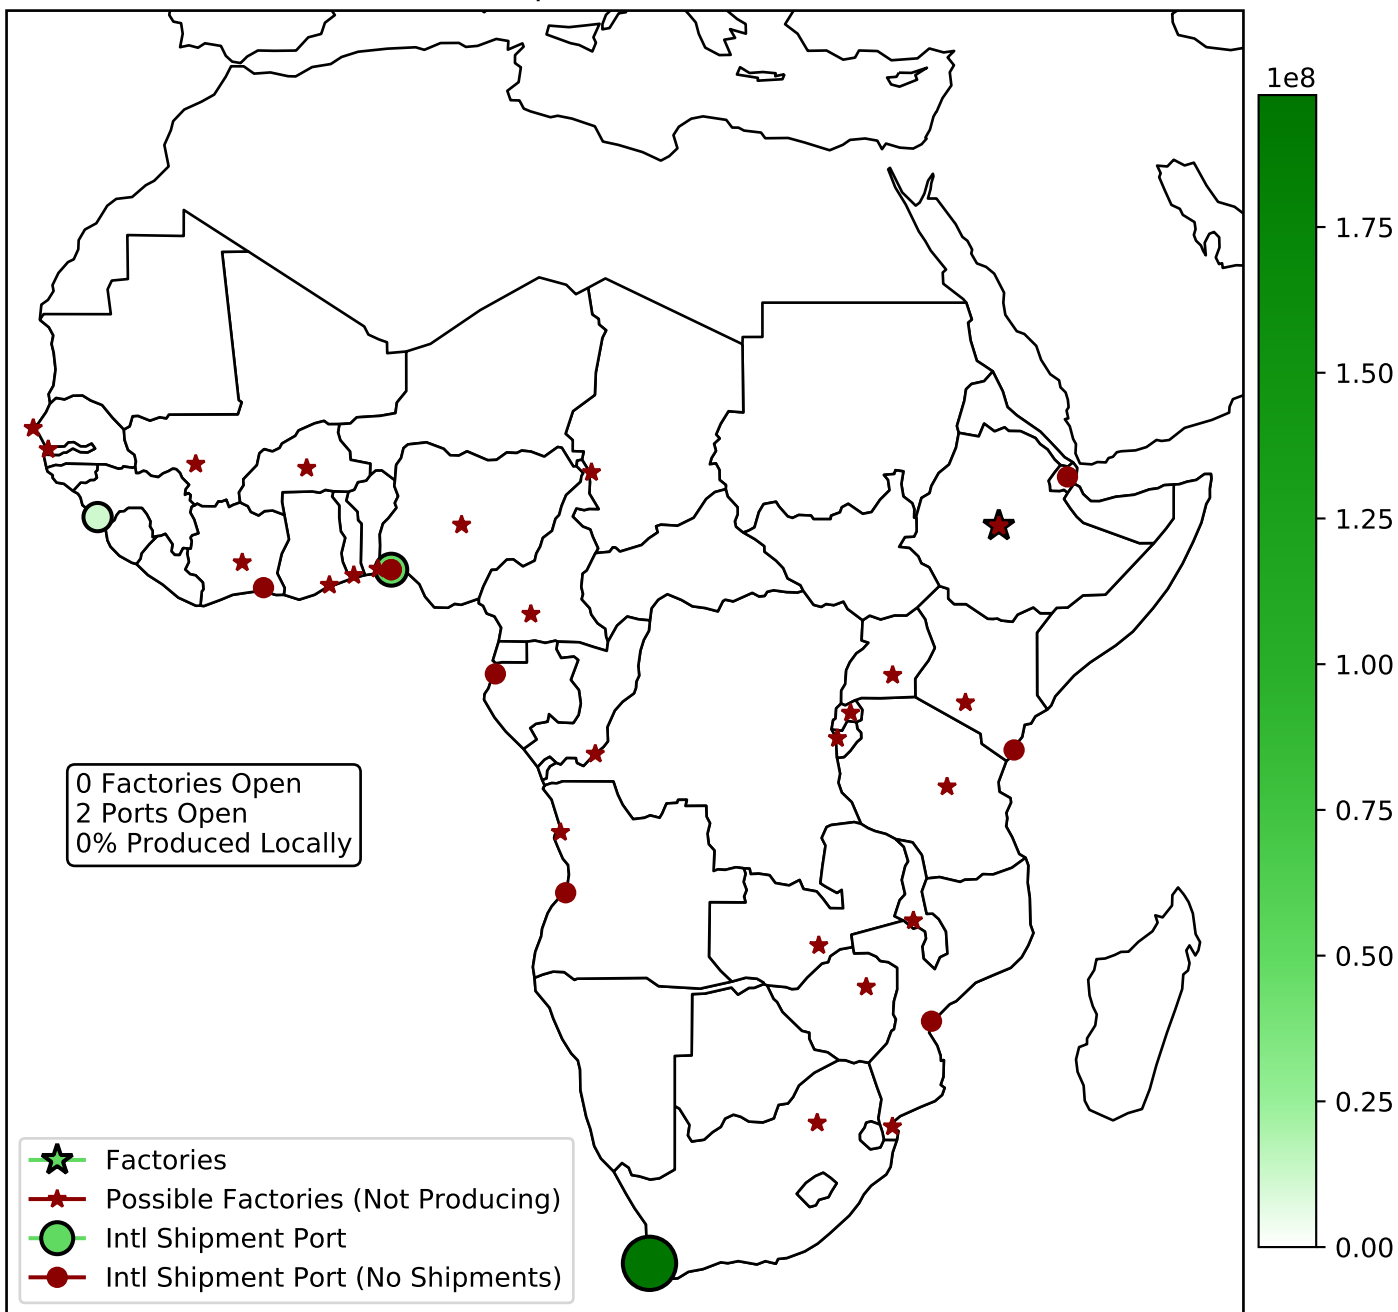 1e8
1.75
1.50
1.25
1.00
0.75
0.50
0.25
0.00
0 Factories Open
2 Ports Open
0% Produced Locally
Factories
Possible Factories (Not Producing)
Intl Shipment Port
Intl Shipment Port (No Shipments)